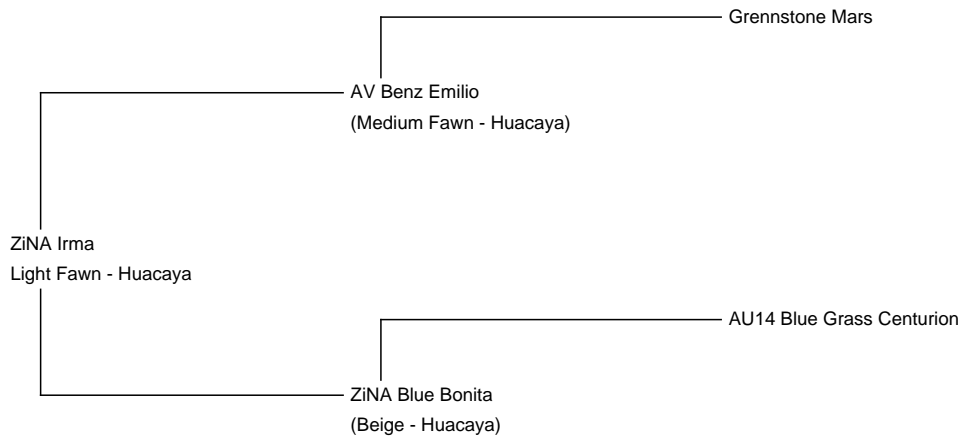 Grennstone Mars
AV Benz Emilio
(Medium Fawn - Huacaya)
ZiNA Irma
Light Fawn - Huacaya
AU14 Blue Grass Centurion
ZiNA Blue Bonita
(Beige - Huacaya)